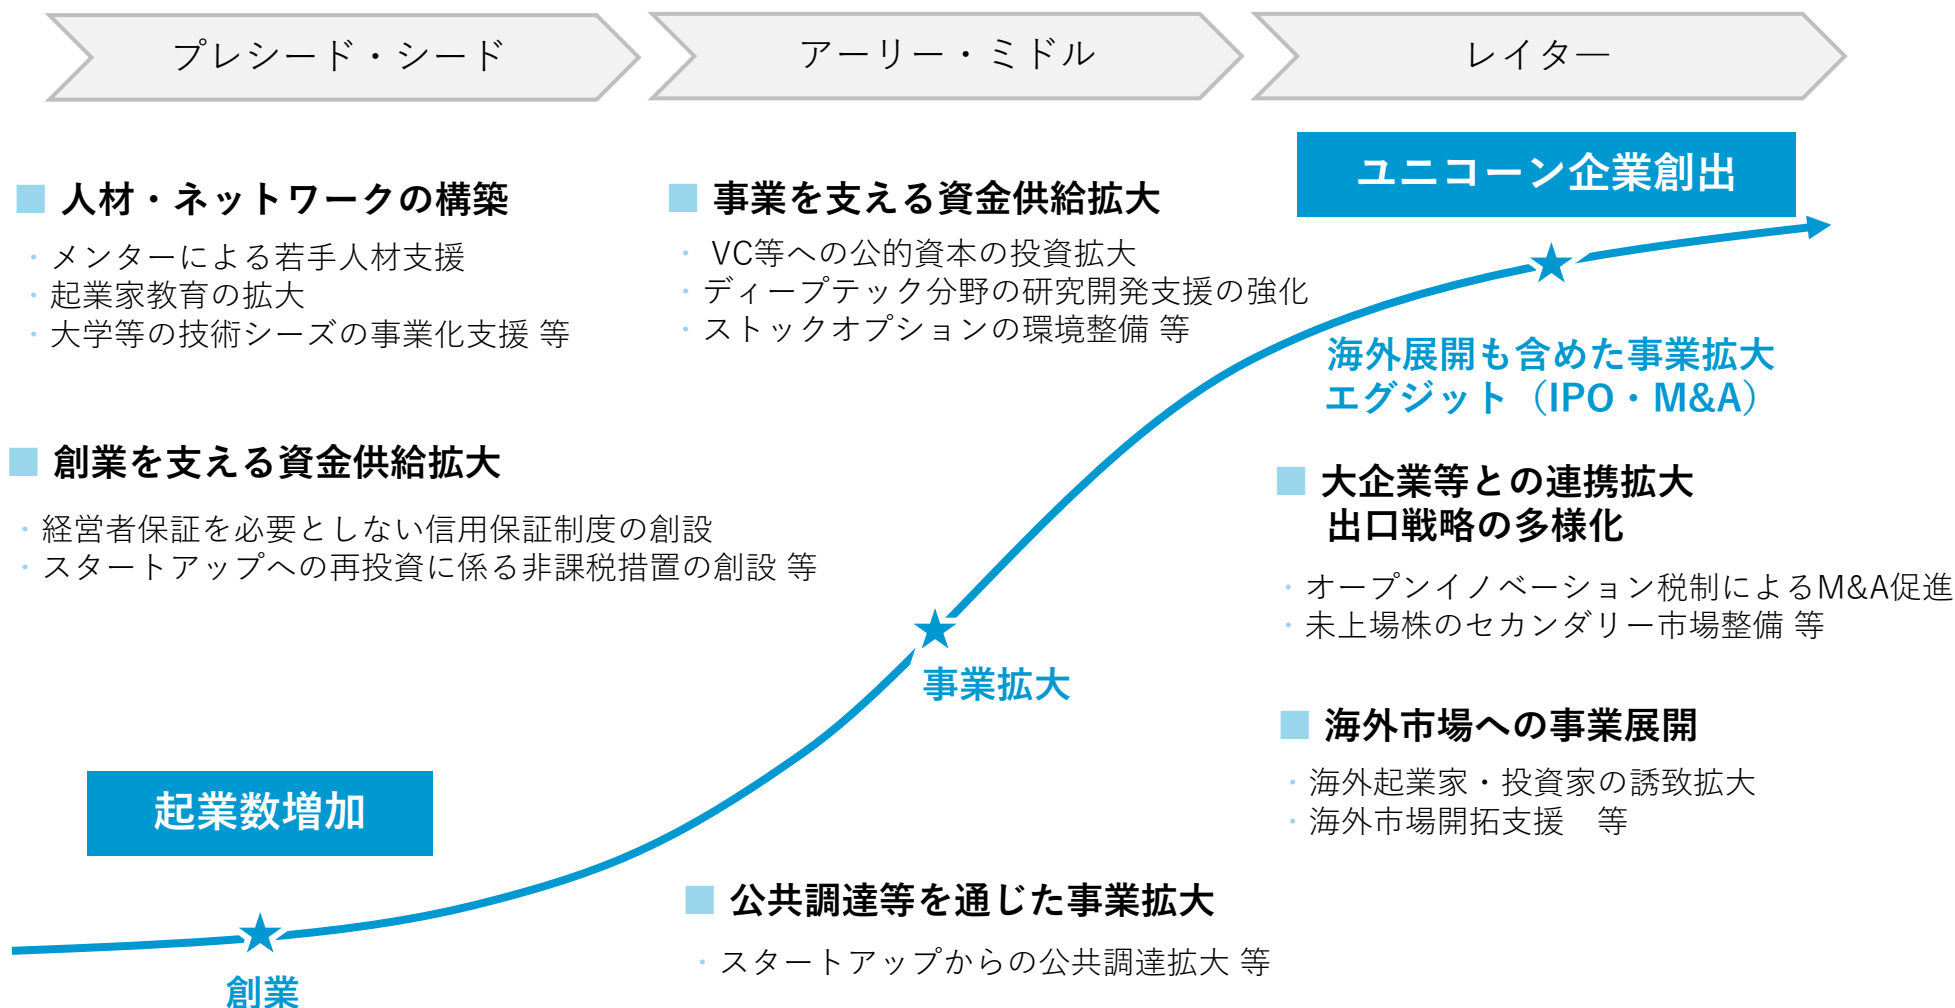 プレシード・シード
アーリー・ミドル
レイター
■ 人材・ネットワークの構築
・メンターによる若手人材支援
・起業家教育の拡大
・大学等の技術シーズの事業化支援 等
■ 創業を支える資金供給拡大
・経営者保証を必要としない信用保証制度の創設
・スタートアップへの再投資に係る非課税措置の創設 等
起業数増加
創業
■ 事業を支える資金供給拡大
・VC等への公的資本の投資拡大
・ディープテック分野の研究開発支援の強化
・ストックオプションの環境整備 等
事業拡大
■ 公共調達等を通じた事業拡大
・スタートアップからの公共調達拡大 等
ユニコーン企業創出
海外展開も含めた事業拡大
エグジット（IPO・M&A）
■ 大企業等との連携拡大
出口戦略の多様化
・オープンイノベーション税制によるM&A促進
・未上場株のセカンダリー市場整備 等
■ 海外市場への事業展開
・海外起業家・投資家の誘致拡大
・海外市場開拓支援　等